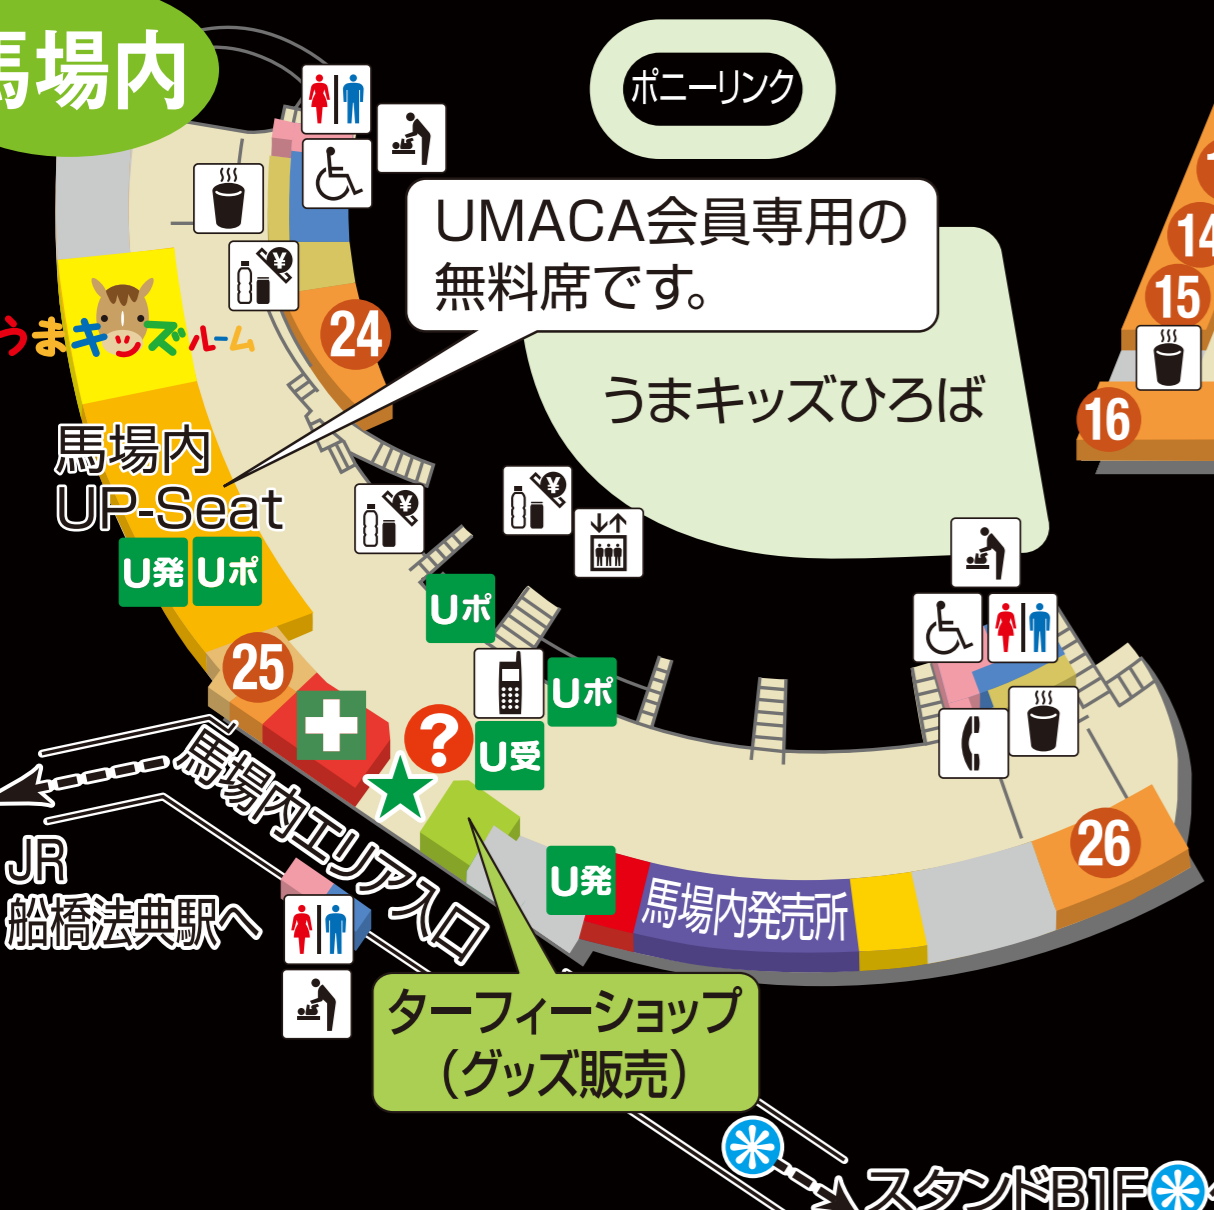 馬場内
ポニーリンク
UMACA会員専用の
無料席です。
14
15
16
24
うまキッズルーム
うまキッズひろば
馬場内
UP-Seat
U発
Uポ
Uポ
Uポ
U受
25
?
馬場内エリア入口
JR
船橋法典駅へ
U発
馬場内発売所
26
ターフィーショップ
（グッズ販売）
スタンドB1F